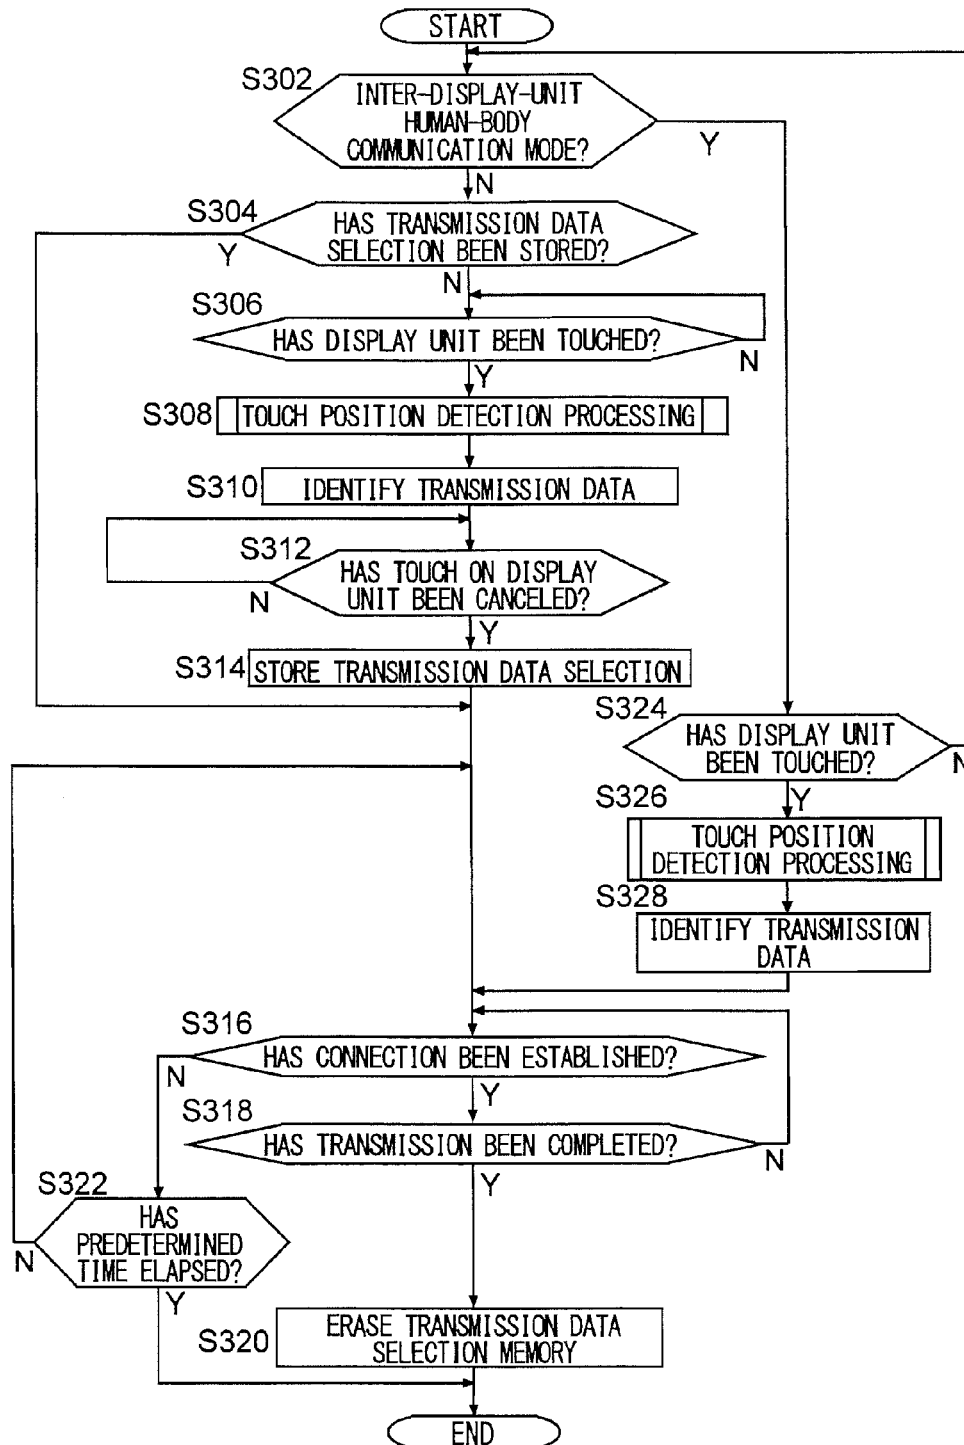 START
S302
INTER-DISPLAY-UNIT
HUMAN-BODY
COMMUNICATION MODE?
Y
N
S304
HAS TRANSMISSION DATA
SELECTION BEEN STORED?
Y
N
S306
HAS DISPLAY UNIT BEEN TOUCHED?
N
Y
S308
TOUCH POSITION DETECTION PROCESSING
S310
IDENTIFY TRANSMISSION DATA
S312
HAS TOUCH ON DISPLAY
UNIT BEEN CANCELED?
N
Y
S314
STORE TRANSMISSION DATA SELECTION
S324
HAS DISPLAY UNIT
BEEN TOUCHED?
N
Y
S326
TOUCH POSITION
DETECTION PROCESSING
S328
IDENTIFY TRANSMISSION
DATA
S316
HAS CONNECTION BEEN ESTABLISHED?
N
Y
S318
HAS TRANSMISSION BEEN COMPLETED?
N
Y
S322
HAS
PREDETERMINED
TIME ELAPSED?
N
Y
S320
ERASE TRANSMISSION DATA
SELECTION MEMORY
END